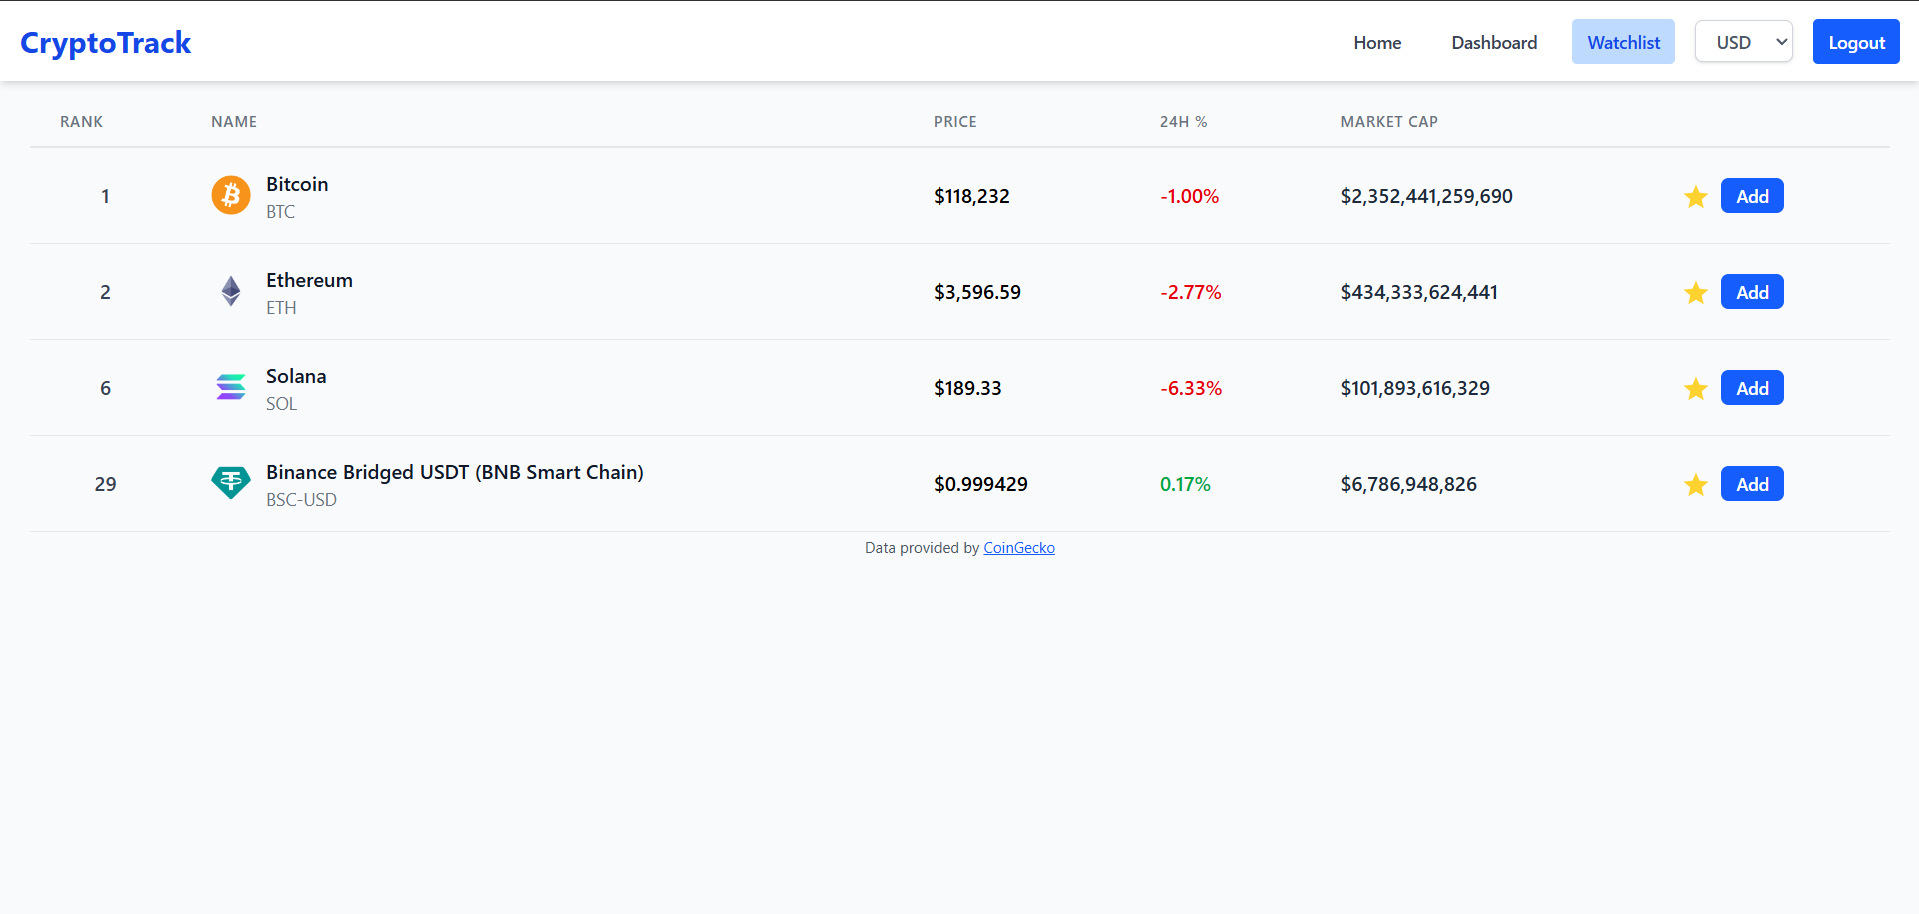 CryptoTrack Home Dashboard Watchlist USD Logout
RANK NAME PRICE 24H % MARKET CAP
1 Bitcoin $118,232 -1.00% $2,352,441,259,690 Add
BTC
2 Ethereum $3,596.59 -2.77% $434,333,624,441 Add
ETH
6 Solana $189.33 -6.33% $101,893,616,329 Add
SOL
29 Binance Bridged USDT (BNB Smart Chain) $0.999429 0.17% $6,786,948,826 Add
BSC-USD
Data provided by CoinGecko